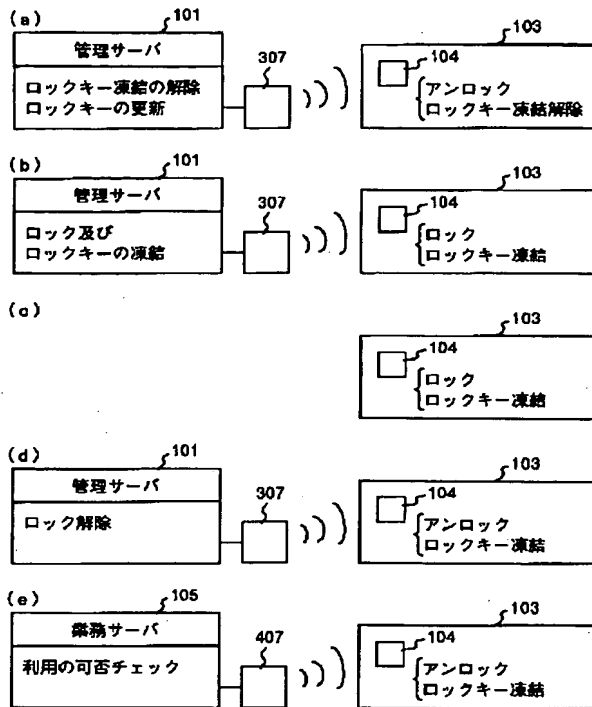 (a)
101
管理サーバ
ロックキー凍結の解除
ロックキーの更新
307
103
104
アンロック
ロックキー凍結解除
(b)
101
管理サーバ
ロック及び
ロックキーの凍結
307
103
104
ロック
ロックキー凍結
(c)
103
104
ロック
ロックキー凍結
(d)
101
管理サーバ
ロック解除
307
103
104
アンロック
ロックキー凍結
(e)
105
業務サーバ
利用の可否チェック
407
103
104
アンロック
ロックキー凍結